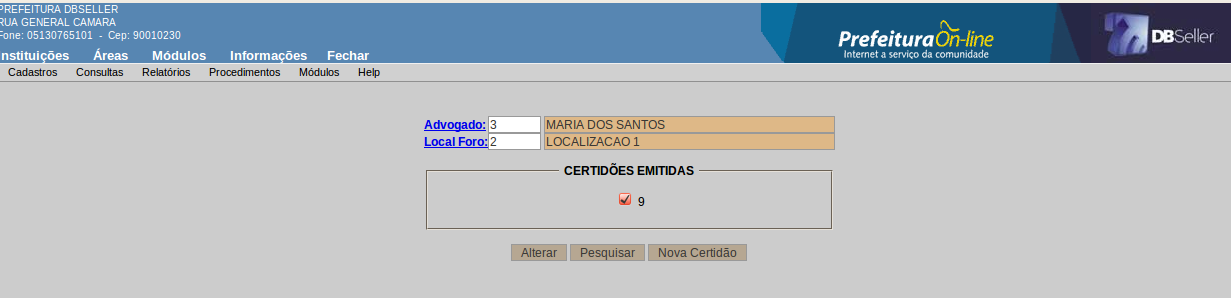 PREFEITURA DBSELLER
RUA GENERAL CAMARA
Fone: 05130765101 - Cep: 90010230
nstituições Áreas Módulos Informações Fechar
PrefeituraOn-line
Internet a serviço da comunidade
DBSeller
Cadastros Consultas Relatórios Procedimentos Módulos Help
Advogado: 3 MARIA DOS SANTOS
Local Foro: 2 LOCALIZACAO 1
CERTIDÕES EMITIDAS
9
Alterar Pesquisar Nova Certidão